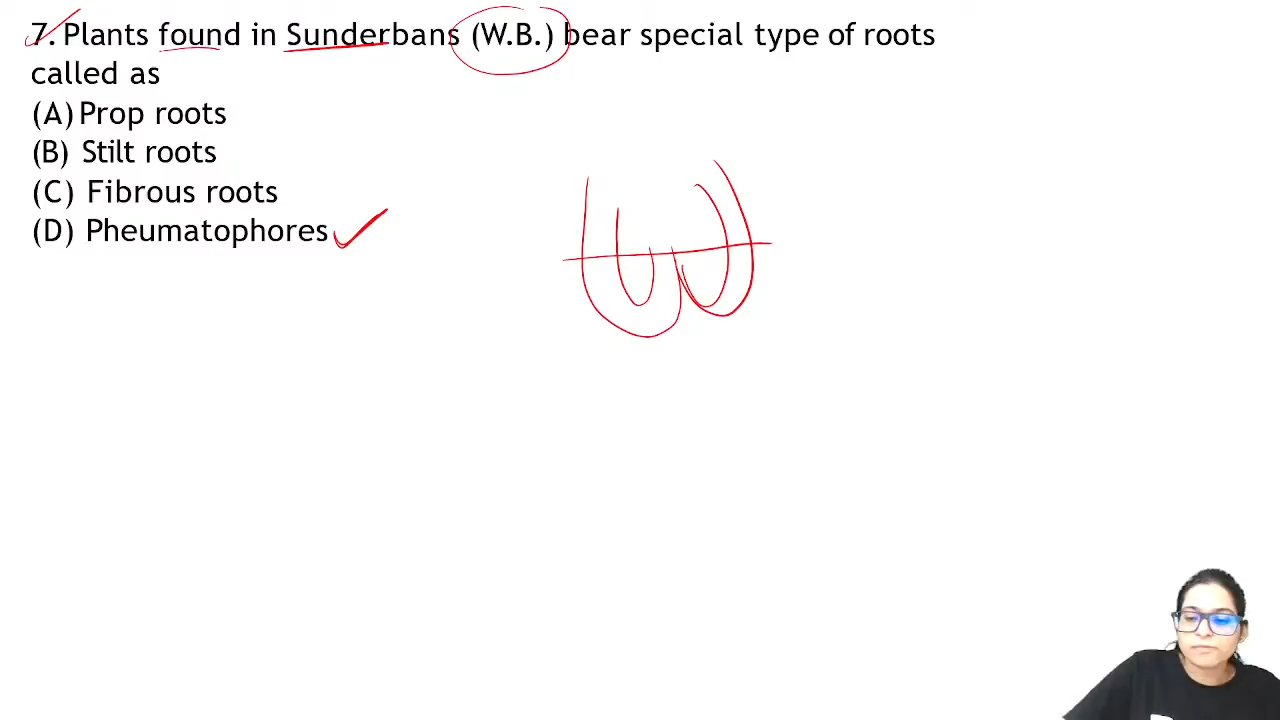 7. Plants found in Sunderbans (W.B.) bear special type of roots
called as
(A) Prop roots
(B) Stilt roots
(C) Fibrous roots
(D) Pheumatophores